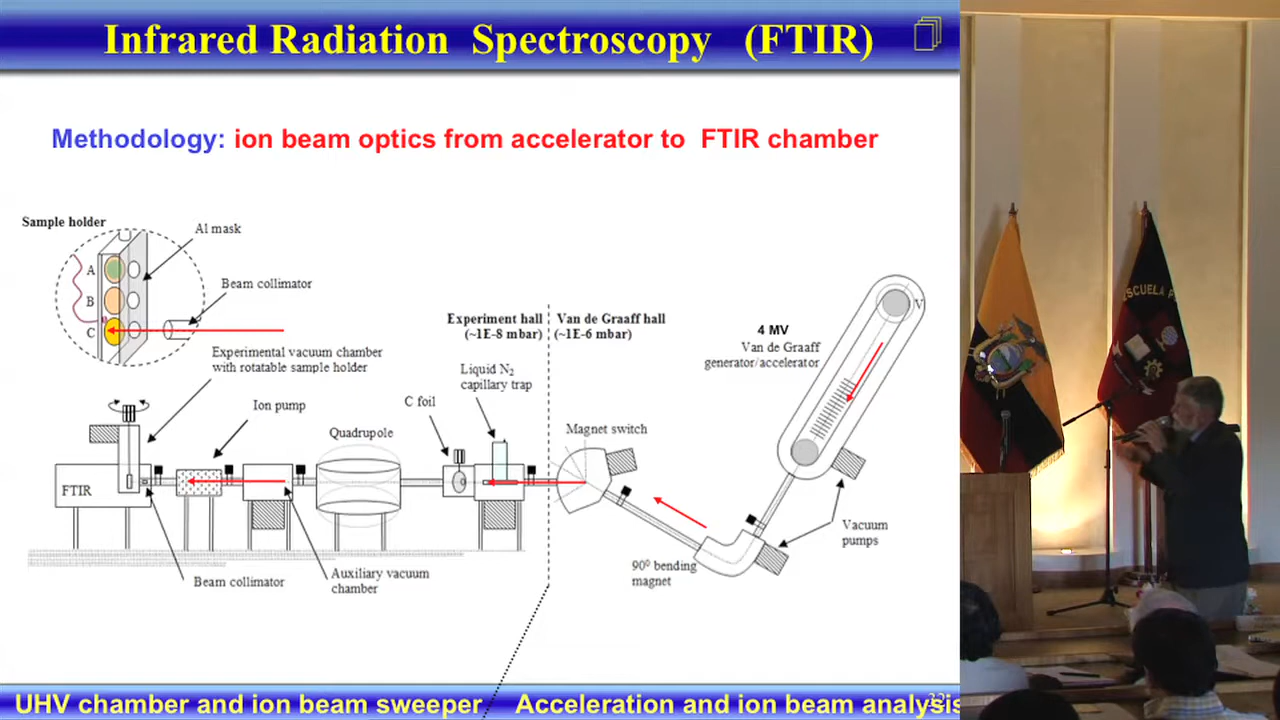 Infrared Radiation Spectroscopy (FTIR)
Methodology: ion beam optics from accelerator to FTIR chamber
Sample holder
Al mask
A
B
C
Beam collimator
Experimental vacuum chamber
with rotatable sample holder
Ion pump
Quadrupole
C foil
Liquid N2
capillary trap
Experiment hall
(~1E-8 mbar)
Van de Graaff hall
(~1E-6 mbar)
Magnet switch
4 MV
Van de Graaff
generator/accelerator
V
FTIR
Beam collimator
Auxiliary vacuum
chamber
90⁰ bending
magnet
Vacuum
pumps
UHV chamber and ion beam sweeper
Acceleration and ion beam analysis
ESCUELA P